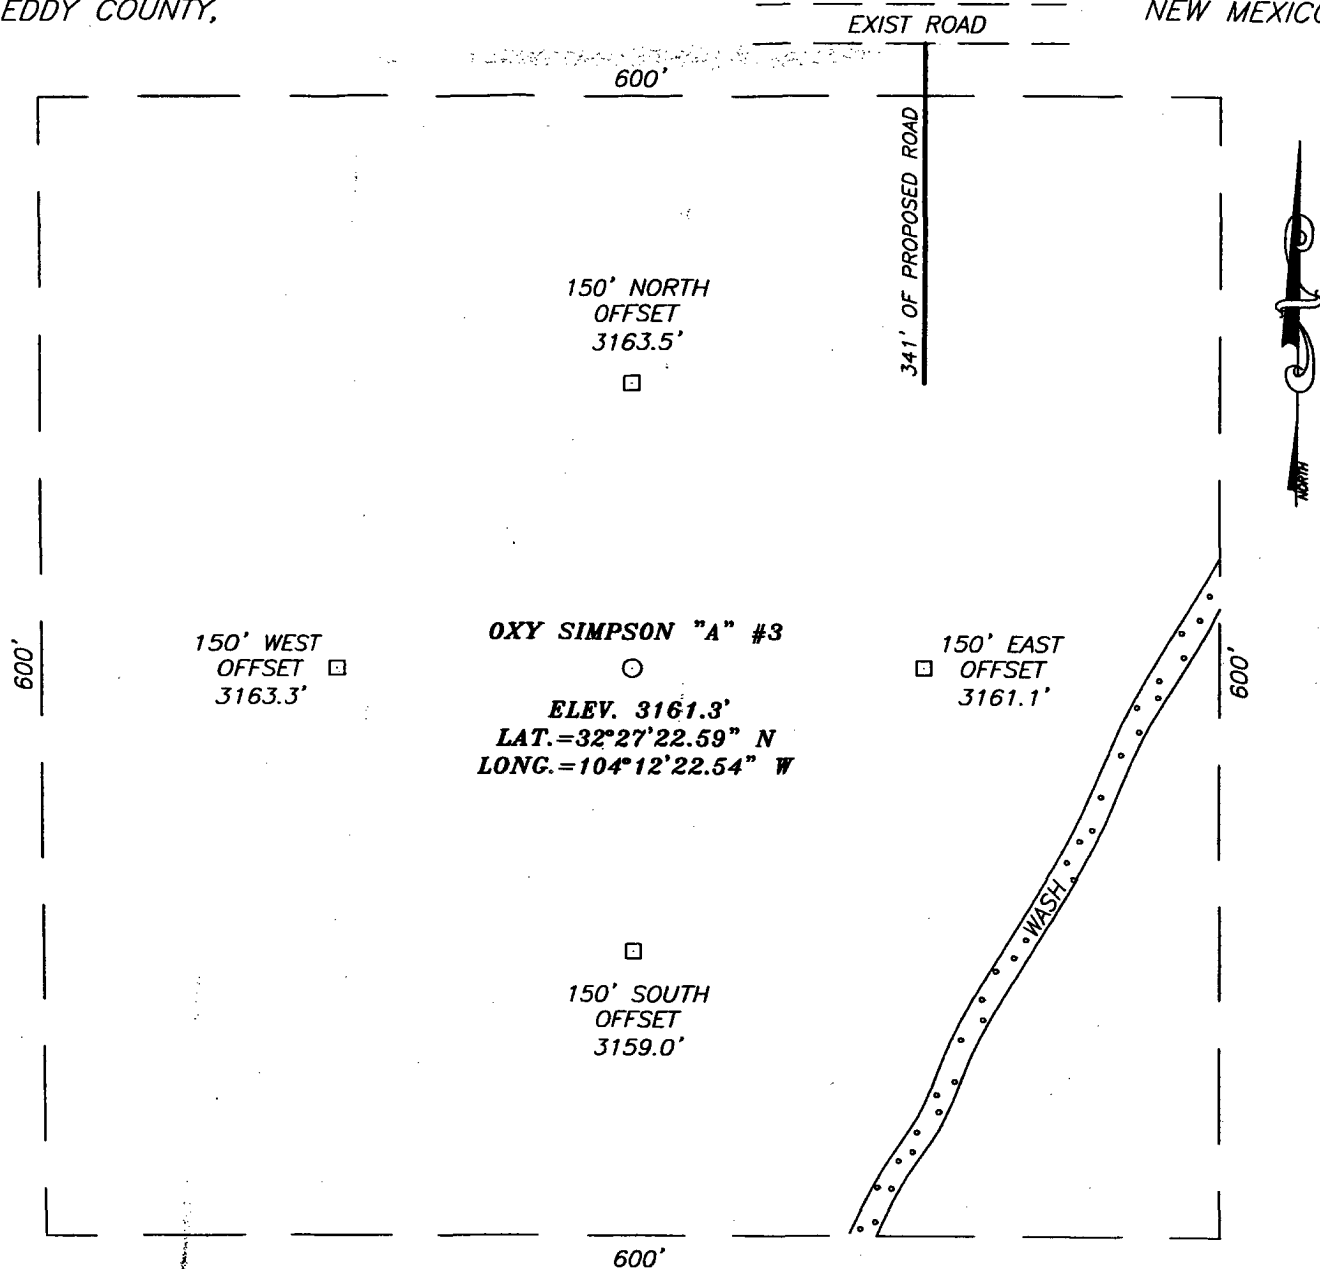 EDDY COUNTY,
NEW MEXICO
EXIST ROAD
600'
341' OF PROPOSED ROAD
150' NORTH
OFFSET
3163.5'
NORTH
600'
150' WEST
OFFSET
3163.3'
OXY SIMPSON "A" #3
ELEV. 3161.3'
LAT.=32°27'22.59" N
LONG.=104°12'22.54" W
150' EAST
OFFSET
3161.1'
600'
WASH
150' SOUTH
OFFSET
3159.0'
600'